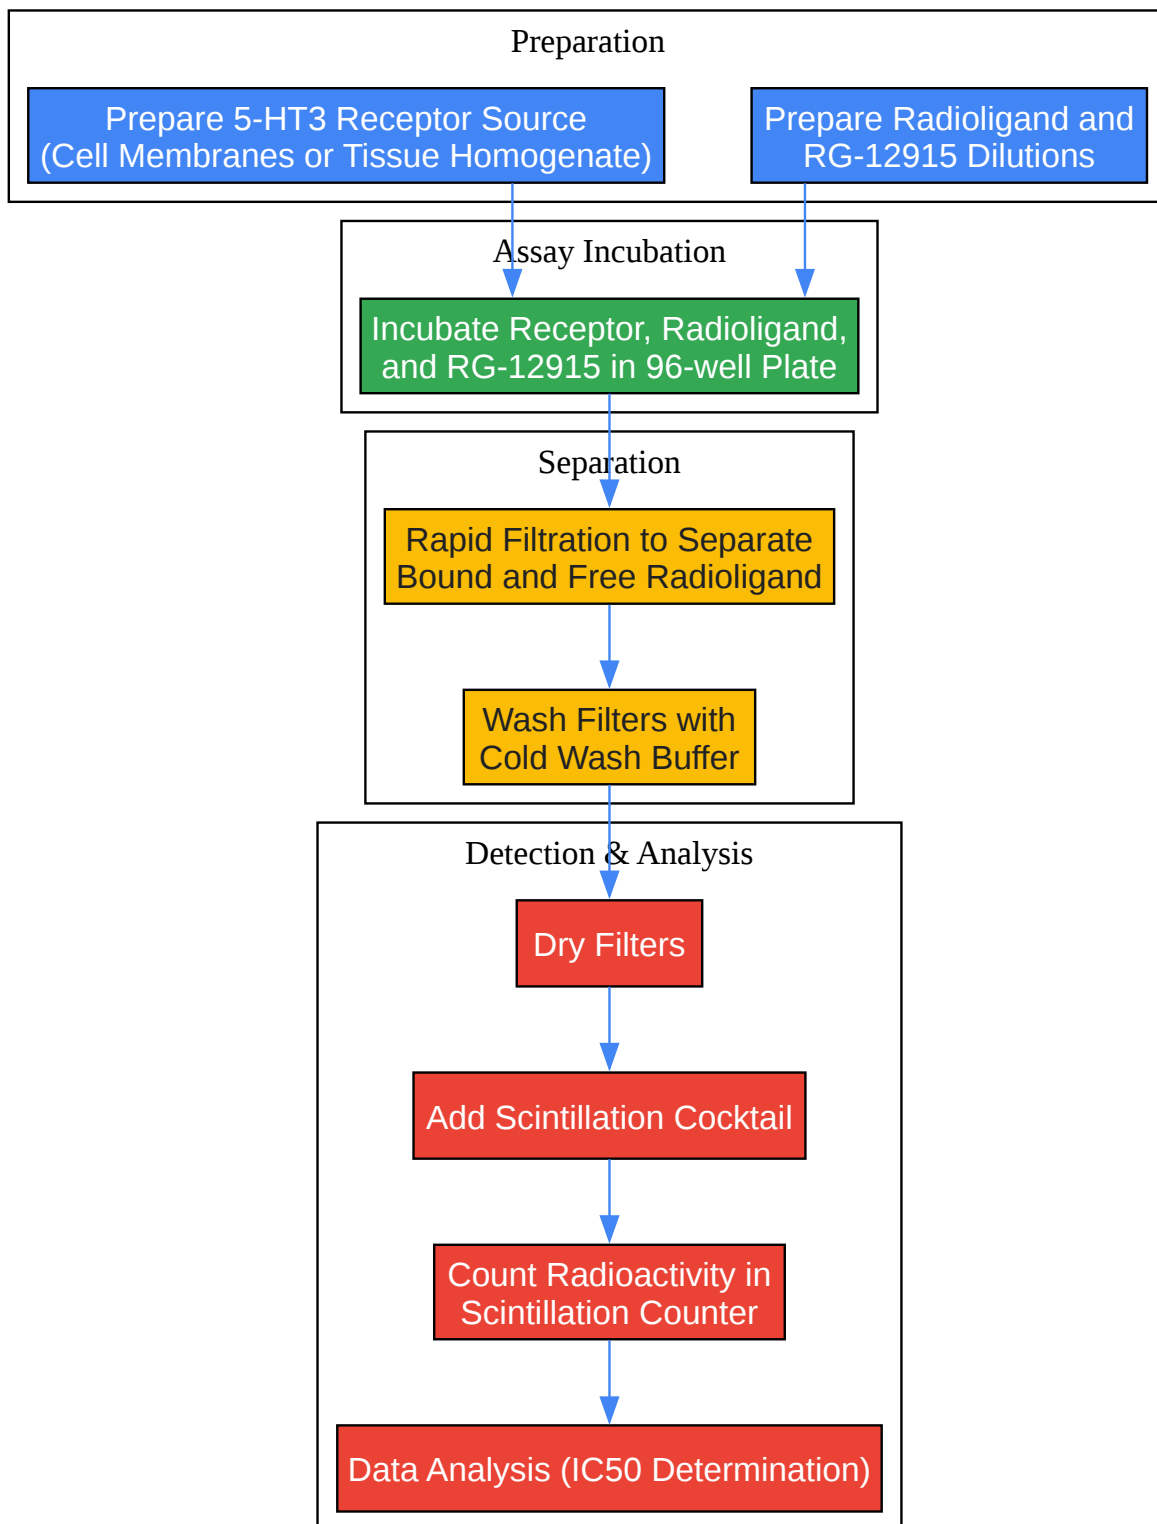 Preparation
Prepare 5-HT3 Receptor Source
(Cell Membranes or Tissue Homogenate)
Prepare Radioligand and
RG-12915 Dilutions
Assay Incubation
Incubate Receptor, Radioligand,
and RG-12915 in 96-well Plate
Separation
Rapid Filtration to Separate
Bound and Free Radioligand
Wash Filters with
Cold Wash Buffer
Detection & Analysis
Dry Filters
Add Scintillation Cocktail
Count Radioactivity in
Scintillation Counter
Data Analysis (IC50 Determination)